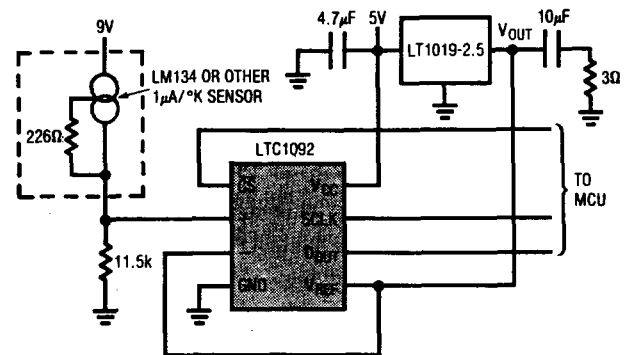 9V
4.7µF
5V
LT1019-2.5
VOUT
10µF
3Ω
LM134 OR OTHER
1µA/°K SENSOR
226Ω
LTC1092
CS
VCC
+
SCLK
−
DOUT
GND
VREF
TO
MCU
11.5k